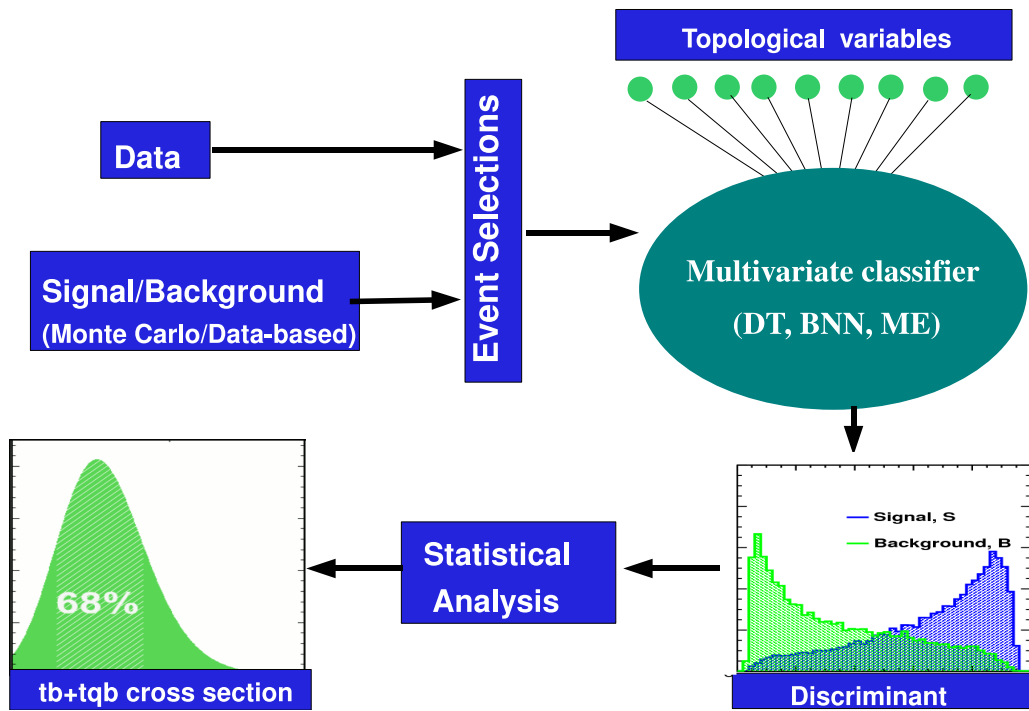 Topological variables
Data
Event Selections
Signal/Background
(Monte Carlo/Data-based)
Multivariate classifier
(DT, BNN, ME)
Signal, S
Background, B
Discriminant
Statistical
Analysis
68%
tb+tqb cross section